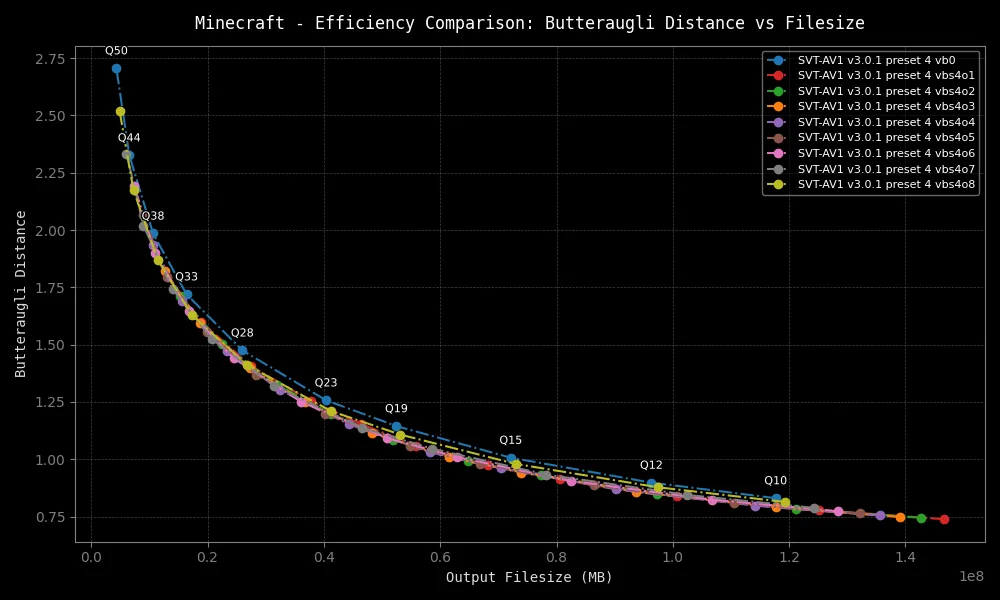 Minecraft - Efficiency Comparison: Butteraugli Distance vs Filesize
Q50
Q44
Q38
Q33
Q28
Q23
Q19
Q15
Q12
Q10
SVT-AV1 v3.0.1 preset 4 vb0
SVT-AV1 v3.0.1 preset 4 vbs4o1
SVT-AV1 v3.0.1 preset 4 vbs4o2
SVT-AV1 v3.0.1 preset 4 vbs4o3
SVT-AV1 v3.0.1 preset 4 vbs4o4
SVT-AV1 v3.0.1 preset 4 vbs4o5
SVT-AV1 v3.0.1 preset 4 vbs4o6
SVT-AV1 v3.0.1 preset 4 vbs4o7
SVT-AV1 v3.0.1 preset 4 vbs4o8
Butteraugli Distance
2.75
2.50
2.25
2.00
1.75
1.50
1.25
1.00
0.75
0.0
0.2
0.4
0.6
0.8
1.0
1.2
1.4
1e8
Output Filesize (MB)